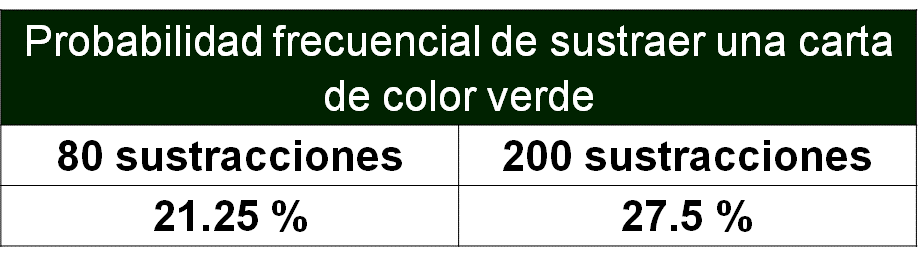 Probabilidad frecuencial de sustraer una carta
de color verde
80 sustracciones
200 sustracciones
21.25 %
27.5 %